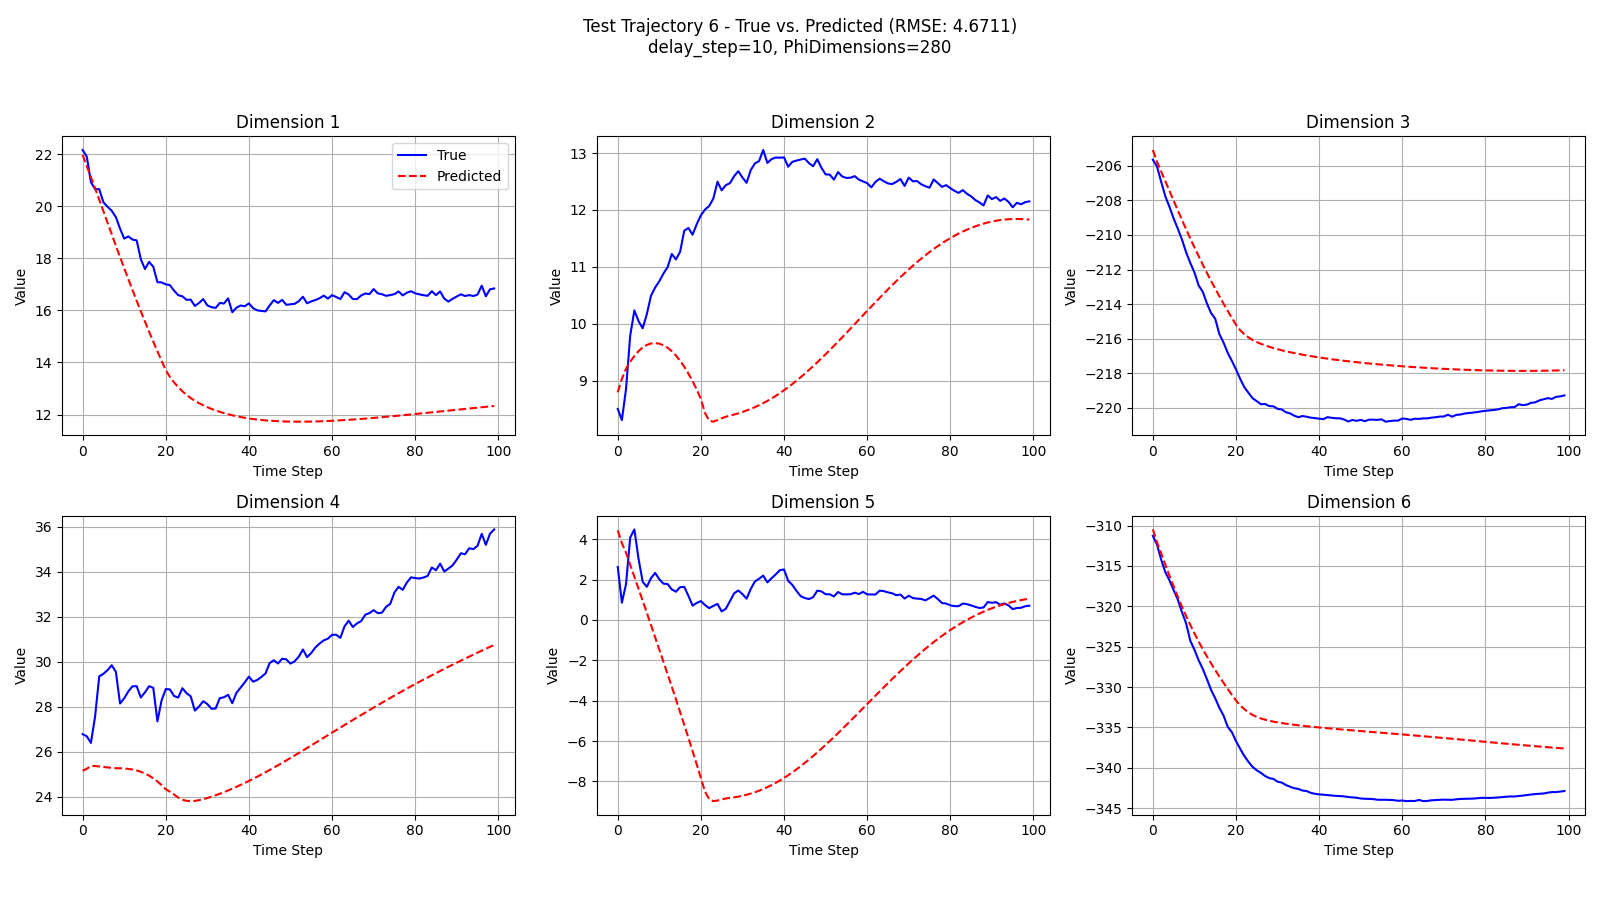 Test Trajectory 6 - True vs. Predicted (RMSE: 4.6711)
delay_step=10, PhiDimensions=280
Dimension 1
Value
22
20
18
16
14
12
0 20 40 60 80 100
Time Step
True
Predicted
Dimension 2
Value
13
12
11
10
9
0 20 40 60 80 100
Time Step
Dimension 3
Value
−206
−208
−210
−212
−214
−216
−218
−220
0 20 40 60 80 100
Time Step
Dimension 4
Value
36
34
32
30
28
26
24
0 20 40 60 80 100
Time Step
Dimension 5
Value
4
2
0
−2
−4
−6
−8
0 20 40 60 80 100
Time Step
Dimension 6
Value
−310
−315
−320
−325
−330
−335
−340
−345
0 20 40 60 80 100
Time Step